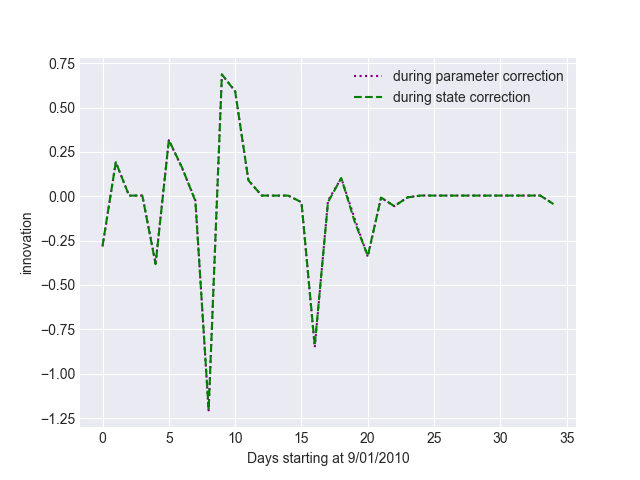 0.75
0.50
0.25
0.00
−0.25
−0.50
−0.75
−1.00
−1.25
innovation
during parameter correction
during state correction
0 5 10 15 20 25 30 35
Days starting at 9/01/2010